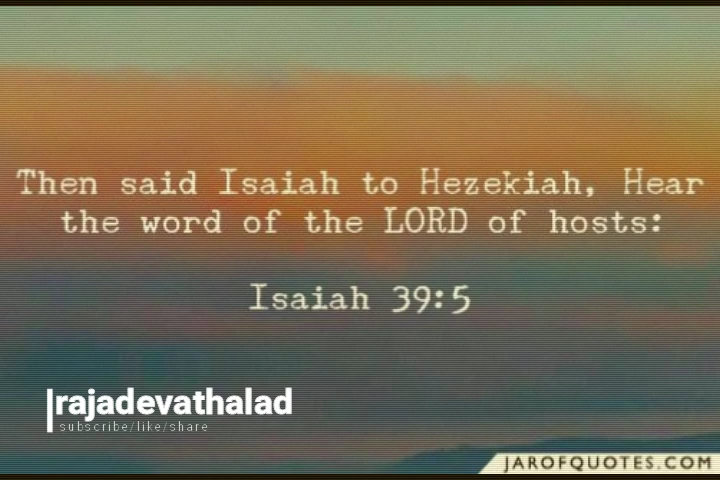 Then said Isaiah to Hezekiah, Hear
the word of the LORD of hosts:
Isaiah 39:5
rajadevathalad
subscribe/like/share
JAROFQUOTES.COM